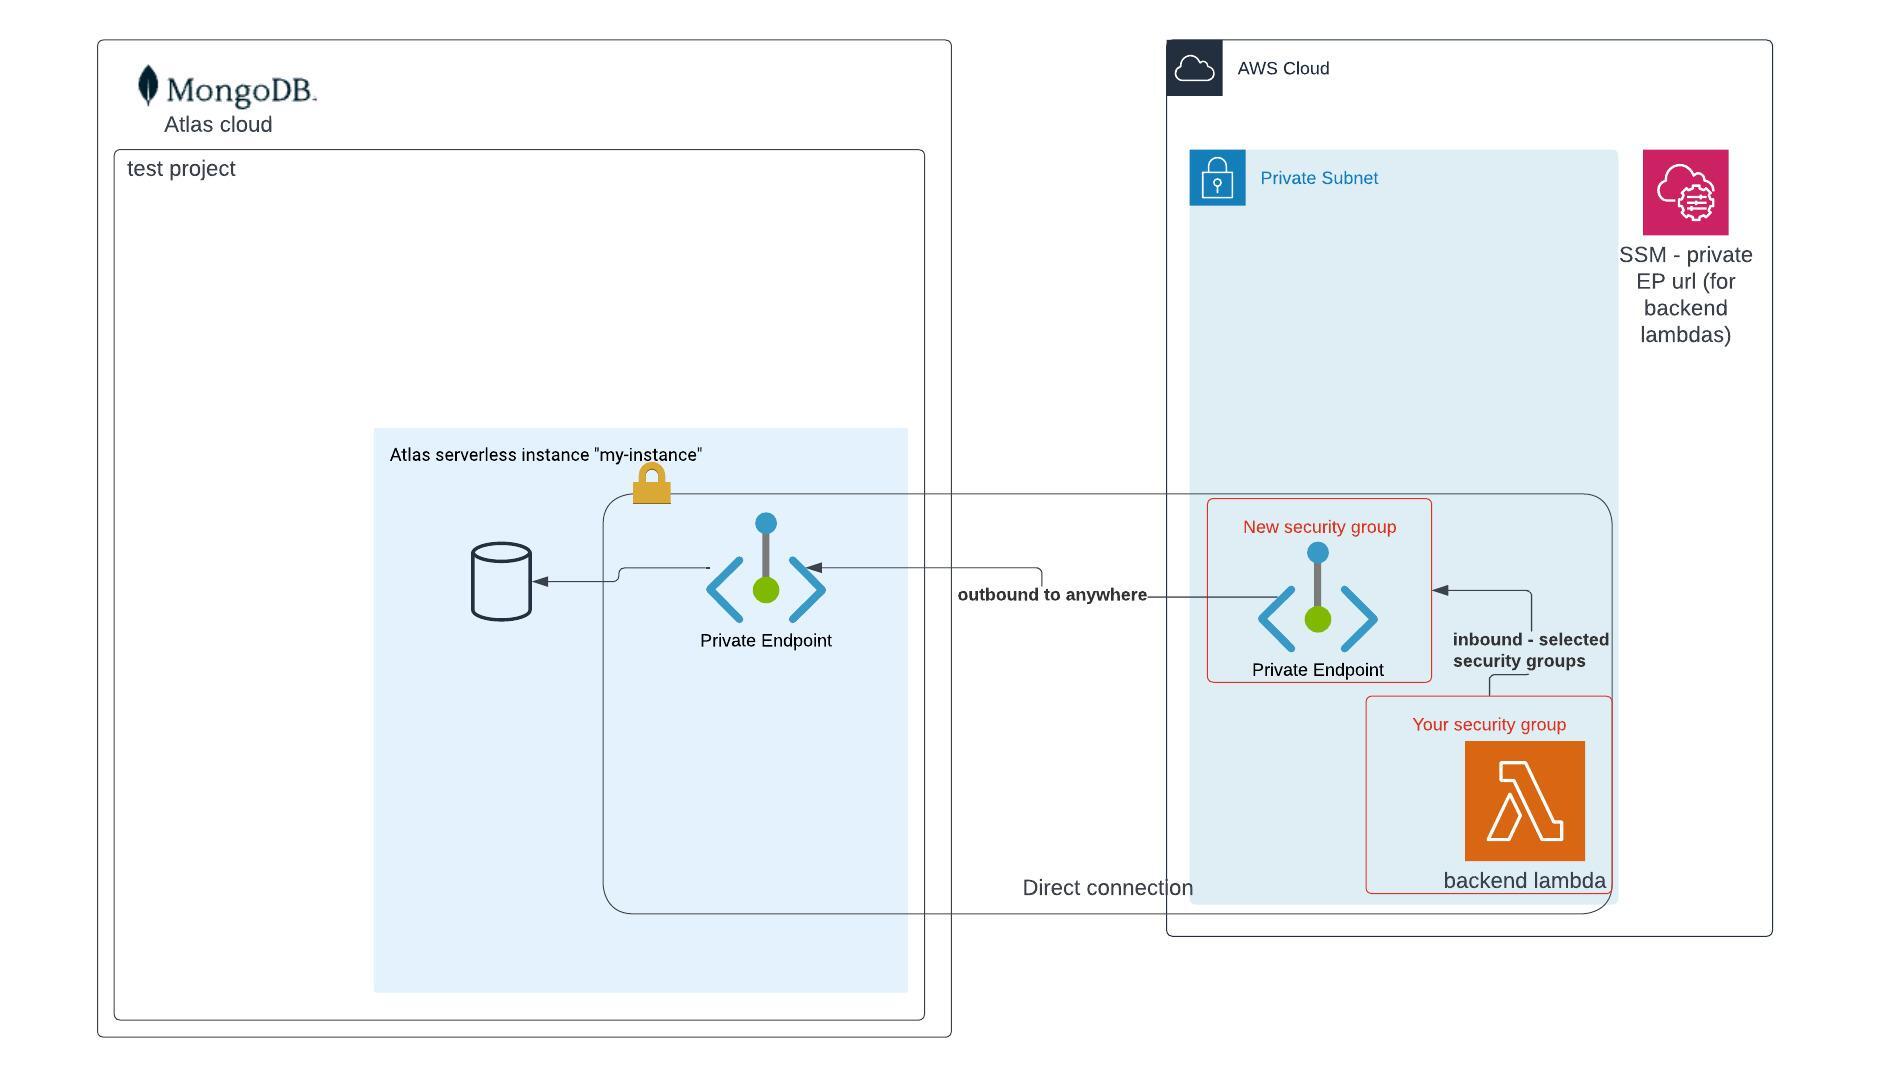 MongoDB
Atlas cloud
test project
Atlas serverless instance "my-instance"
Private Endpoint
outbound to anywhere
Direct connection
AWS Cloud
Private Subnet
SSM - private
EP url (for
backend
lambdas)
New security group
Private Endpoint
inbound - selected
security groups
Your security group
backend lambda